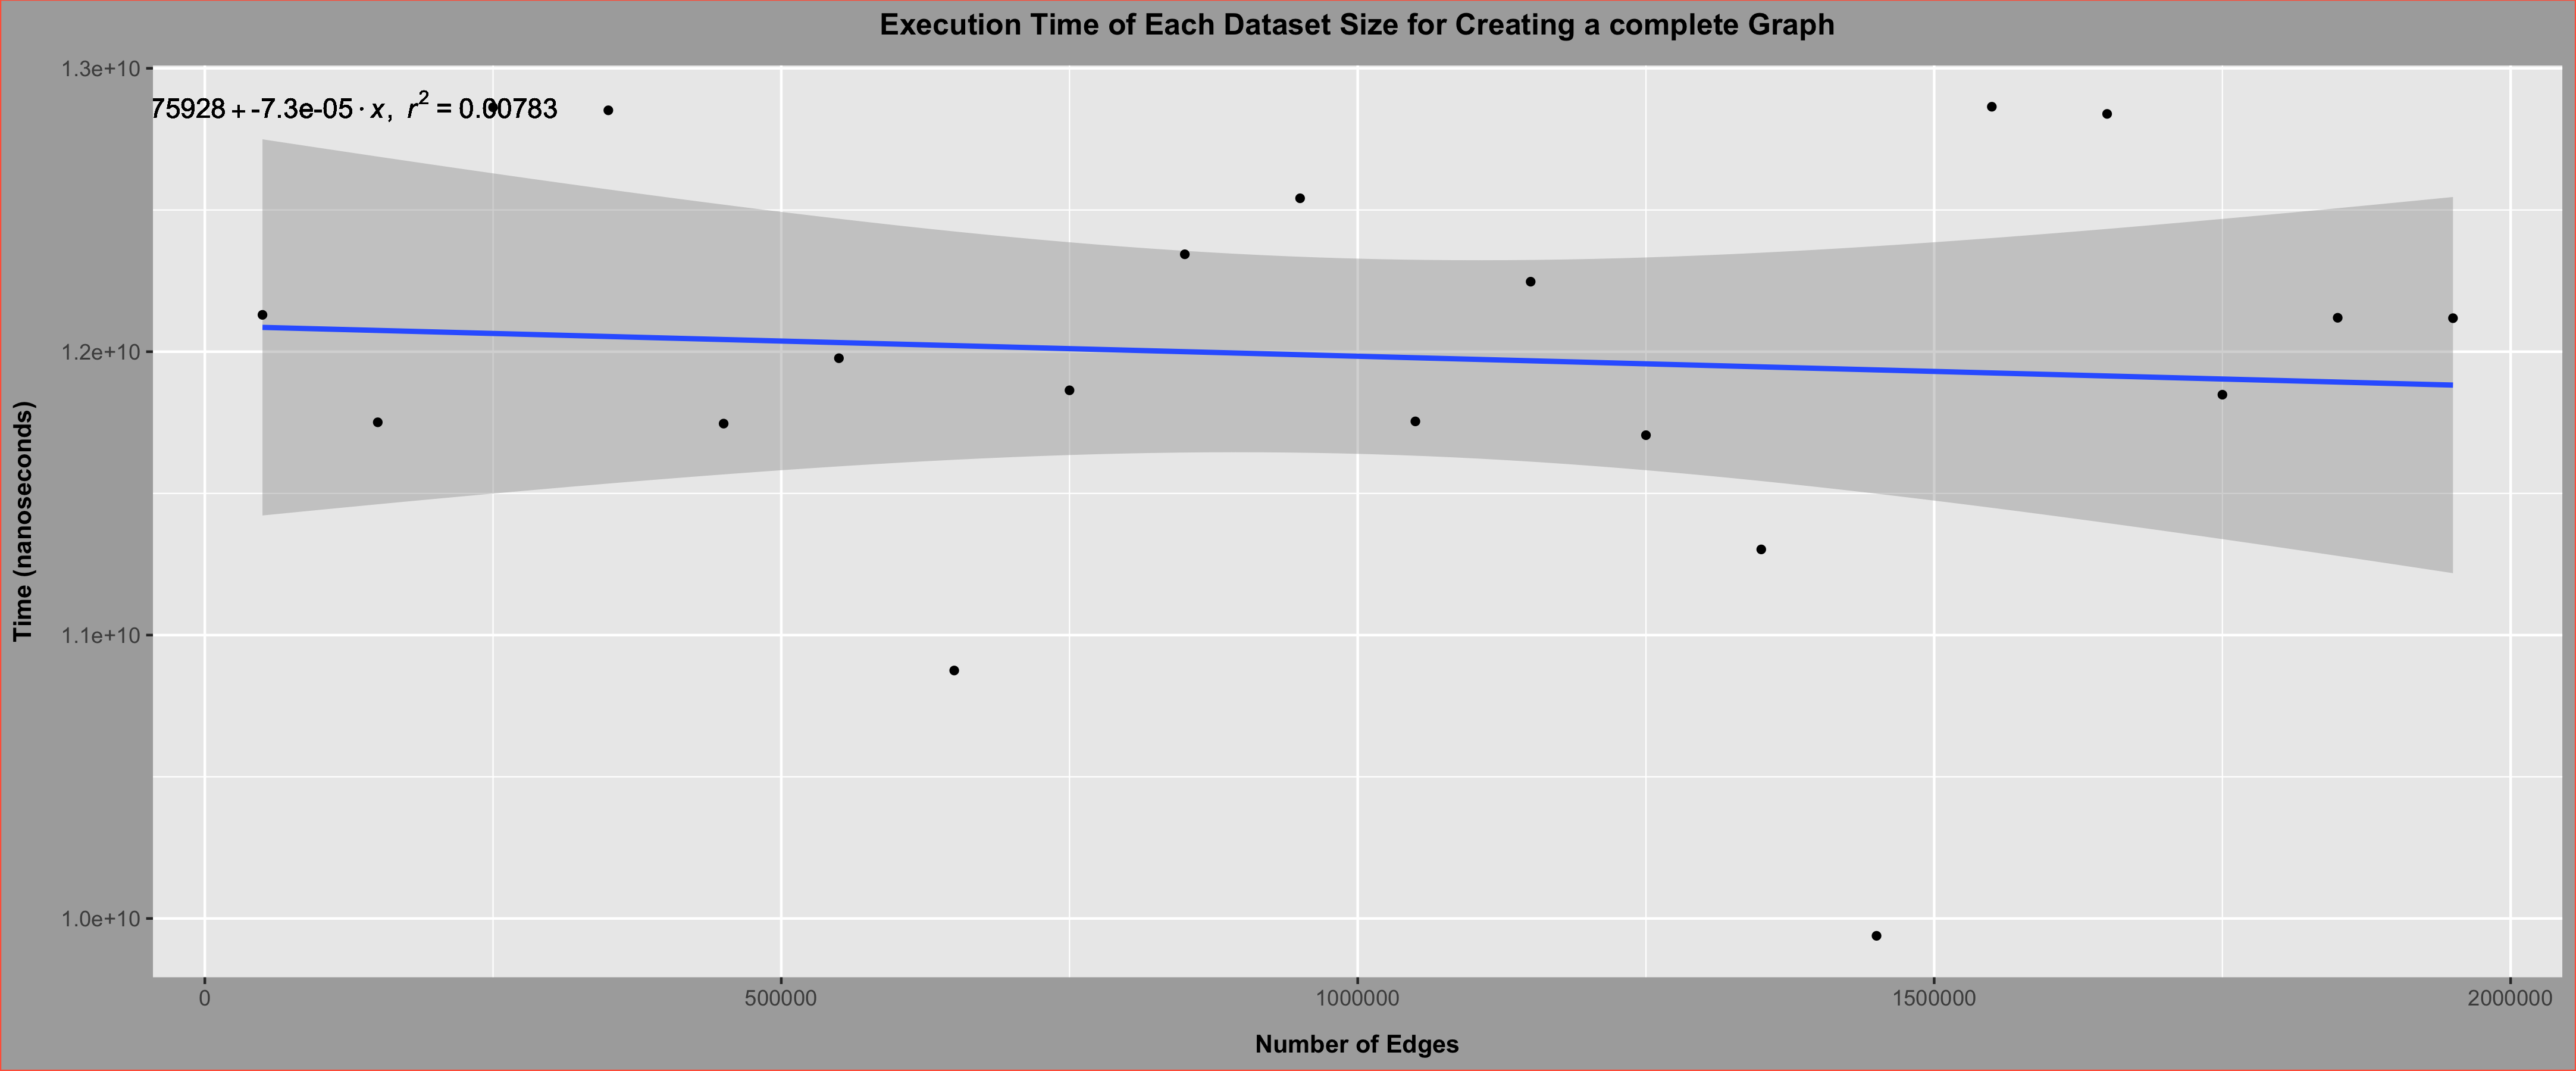 Execution Time of Each Dataset Size for Creating a complete Graph
1.3e+10
75928 + -7.3e-05 · x, r² = 0.00783
1.2e+10
1.1e+10
1.0e+10
Time (nanoseconds)
0 500000 1000000 1500000 2000000
Number of Edges